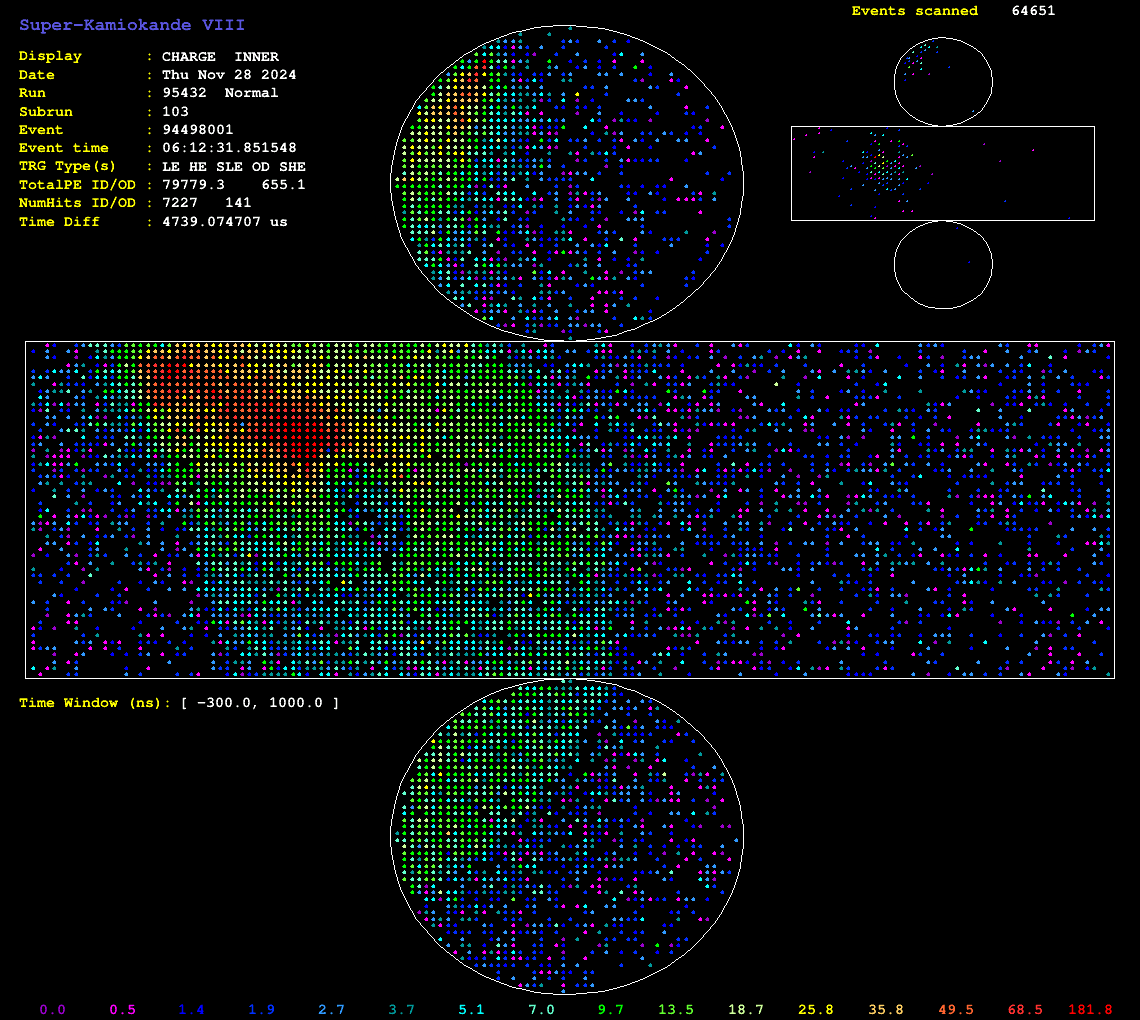 Super-Kamiokande VIII
Events scanned 64651
Display : CHARGE INNER
Date : Thu Nov 28 2024
Run : 95432 Normal
Subrun : 103
Event : 94498001
Event time : 06:12:31.851548
TRG Type(s) : LE HE SLE OD SHE
TotalPE ID/OD : 79779.3 655.1
NumHits ID/OD : 7227 141
Time Diff : 4739.074707 us
Time Window (ns): [ -300.0, 1000.0 ]
0.0 0.5 1.4 1.9 2.7 3.7 5.1 7.0 9.7 13.5 18.7 25.8 35.8 49.5 68.5 181.8